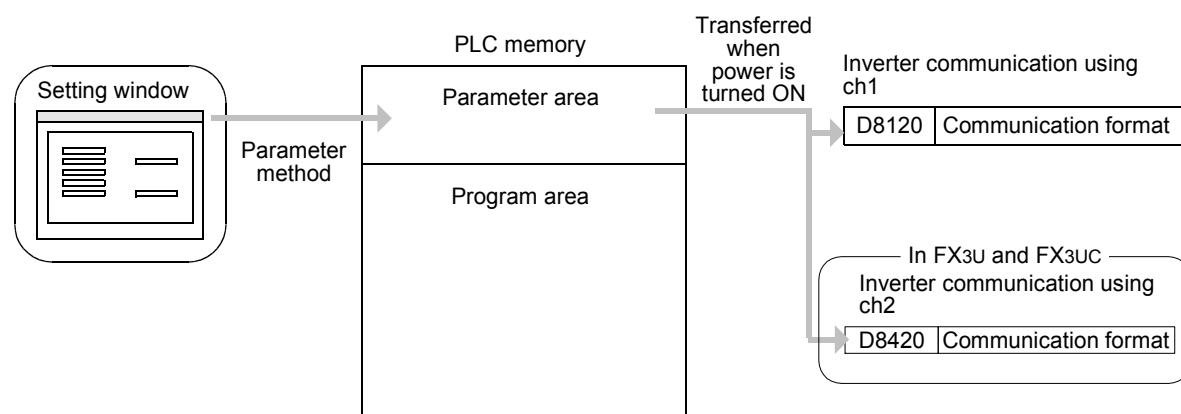 Setting window
Parameter
method
PLC memory
Parameter area
Program area
Transferred
when
power is
turned ON
Inverter communication using
ch1
D8120 Communication format
In FX3U and FX3UC
Inverter communication using
ch2
D8420 Communication format